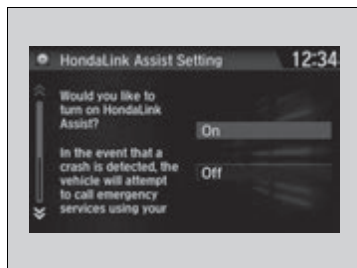 HondaLink Assist Setting 12:34
Would you like to
turn on HondaLink
Assist?
On
In the event that a
crash is detected, the
vehicle will attempt
to call emergency
services using your
Off